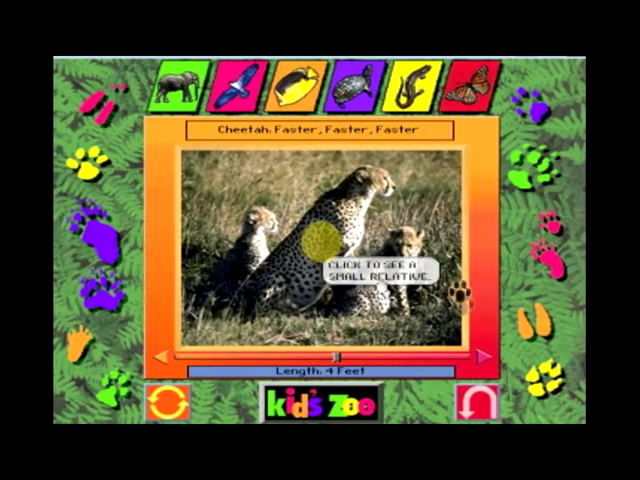 Cheetah: Faster, Faster, Faster
CLICK TO SEE A
SMALL RELATIVE.
Length: 4 Feet
kid's Zoo